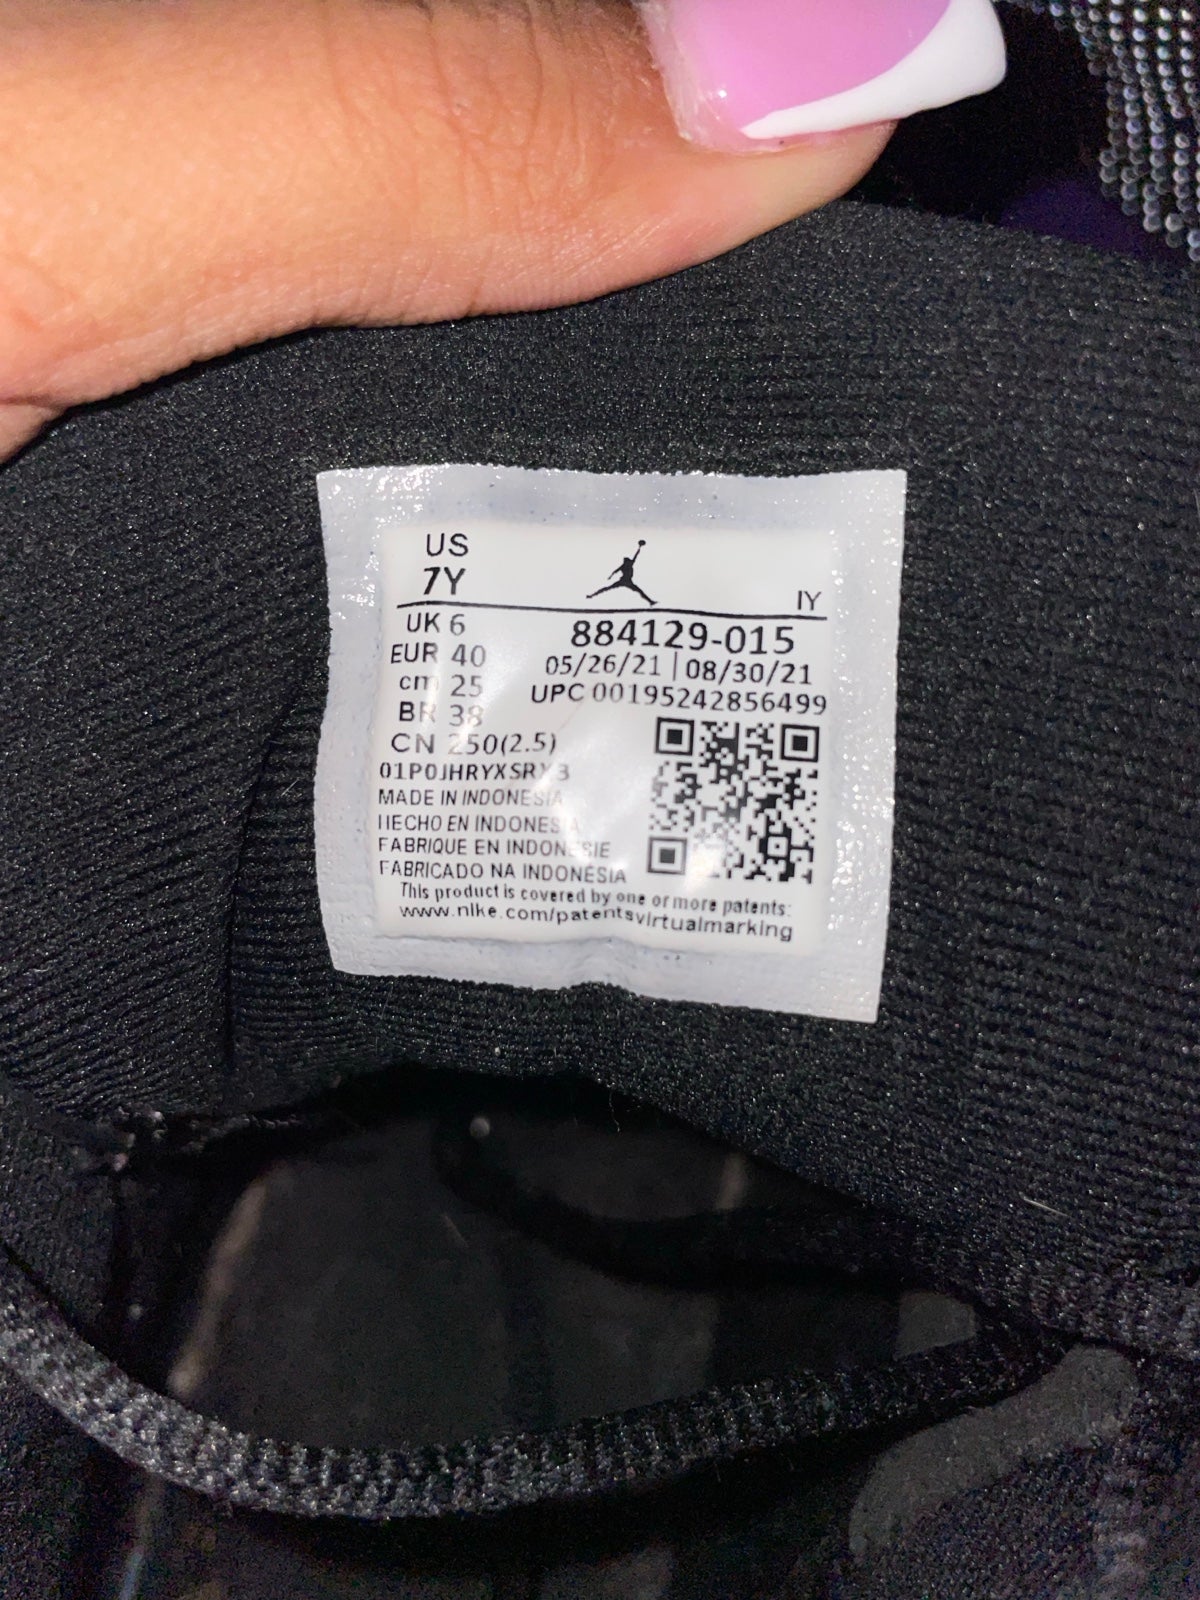 US
7Y
IY
UK 6
EUR 40
cm 25
BR 38
CN 250(2.5)
884129-015
05/26/21 | 08/30/21
UPC 00195242856499
MADE IN INDONESIA
HECHO EN INDONESIA
FABRIQUE EN INDONESIE
FABRICADO NA INDONESIA
This product is covered by one or more patents:
www.nike.com/patentsvirtualmarking